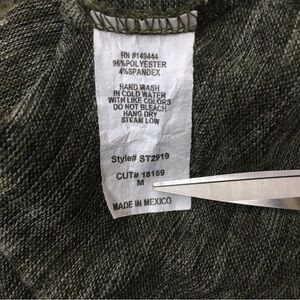 RN #149444
96%POLYESTER
4%SPANDEX
HAND WASH
IN COLD WATER
WITH LIKE COLORS
DO NOT BLEACH
HANG DRY
STEAM LOW
Style# ST2919
CUT# 18159
M
MADE IN MEXICO